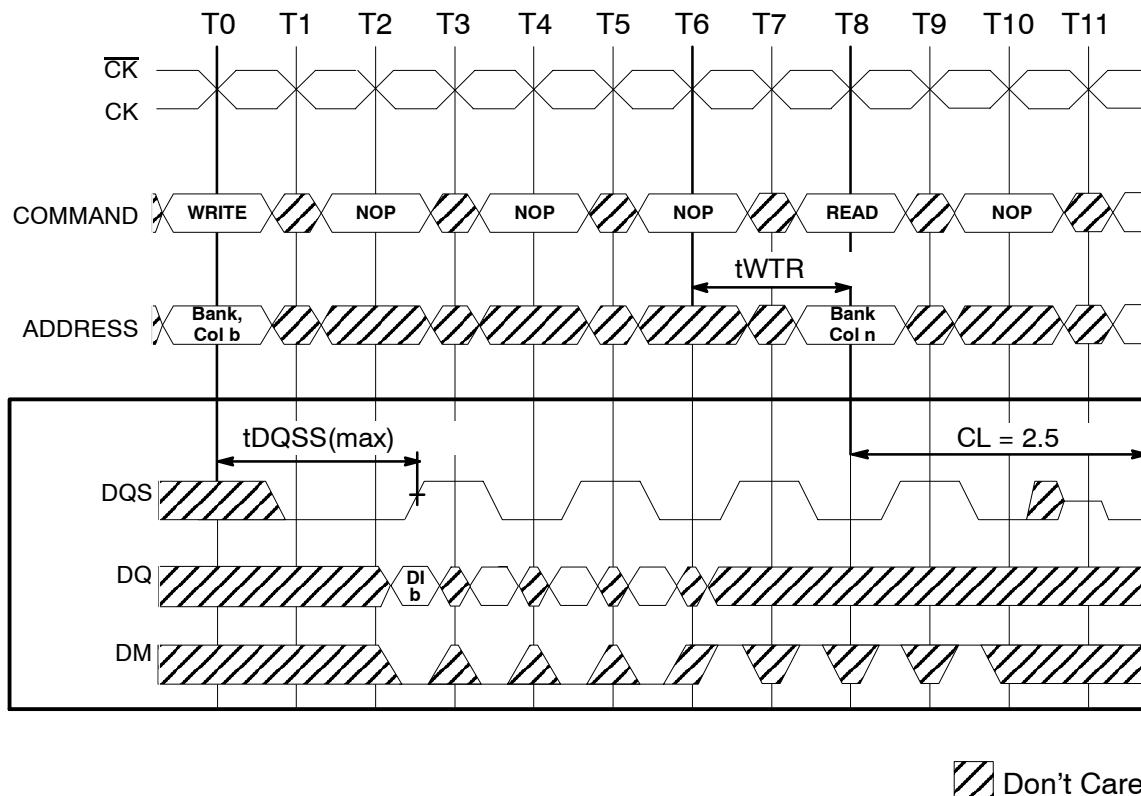 T0 T1 T2 T3 T4 T5 T6 T7 T8 T9 T10 T11
CK
CK
COMMAND WRITE NOP NOP NOP READ NOP
tWTR
ADDRESS Bank, Col b Bank Col n
tDQSS(max) CL = 2.5
DQS
DQ DI b
DM
Don't Care